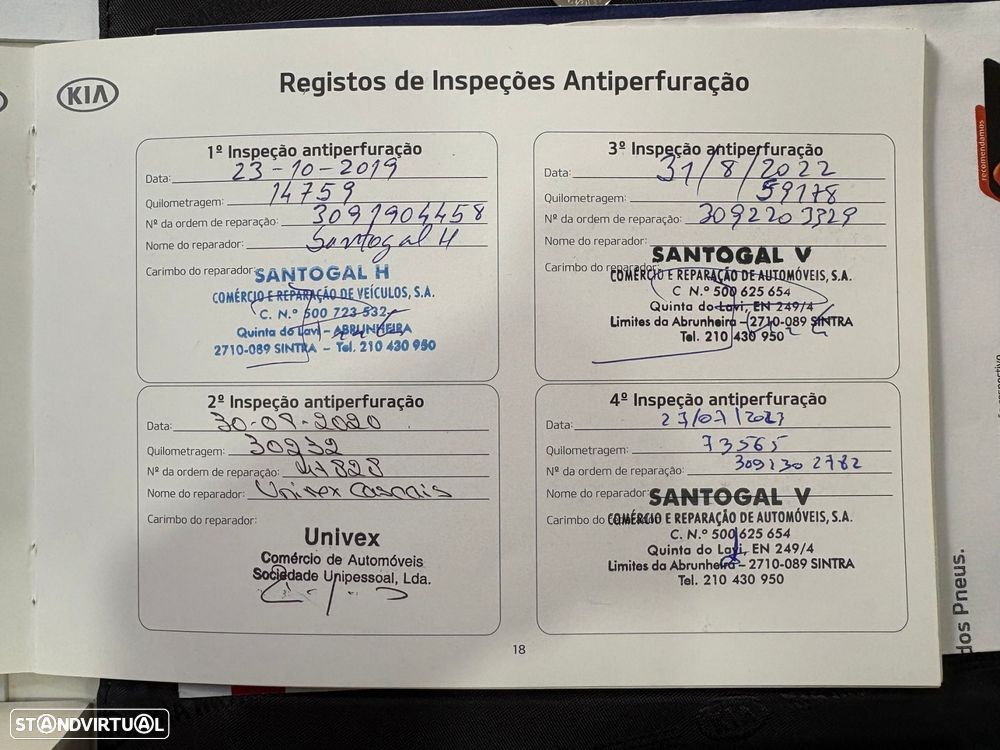 KIA
Registos de Inspeções Antiperfuração
1º Inspeção antiperfuração
Data: 23-10-2019
Quilometragem: 14759
Nº da ordem de reparação: 3091904458
Nome do reparador: Santogal H
Carimbo do reparador:
SANTOGAL H
COMÉRCIO E REPARAÇÃO DE VEÍCULOS, S.A.
C. N.º 500 723 532
Quinta do Lavi - ABRUNHEIRA
2710-089 SINTRA - Tel. 210 430 950
2º Inspeção antiperfuração
Data: 30-09-2020
Quilometragem: 30232
Nº da ordem de reparação: 47828
Nome do reparador: Univex Cascais
Carimbo do reparador:
Univex
Comércio de Automóveis
Sociedade Unipessoal, Lda.
3º Inspeção antiperfuração
Data: 31/8/2022
Quilometragem: 59178
Nº da ordem de reparação: 3092203329
Nome do reparador:
Carimbo do reparador:
SANTOGAL V
COMÉRCIO E REPARAÇÃO DE AUTOMÓVEIS, S.A.
C N.º 500 625 654
Quinta do Lavi, EN 249/4
Limites da Abrunheira - 2710-089 SINTRA
Tel. 210 430 950
4º Inspeção antiperfuração
Data: 27/07/2023
Quilometragem: 73565
Nº da ordem de reparação: 3092302782
Nome do reparador:
Carimbo do
SANTOGAL V
COMÉRCIO E REPARAÇÃO DE AUTOMÓVEIS, S.A.
C. N.º 500 625 654
Quinta do Lavi, EN 249/4
Limites da Abrunheira - 2710-089 SINTRA
Tel. 210 430 950
18
recomendamos
dos Pneus.
STANDVIRTUAL